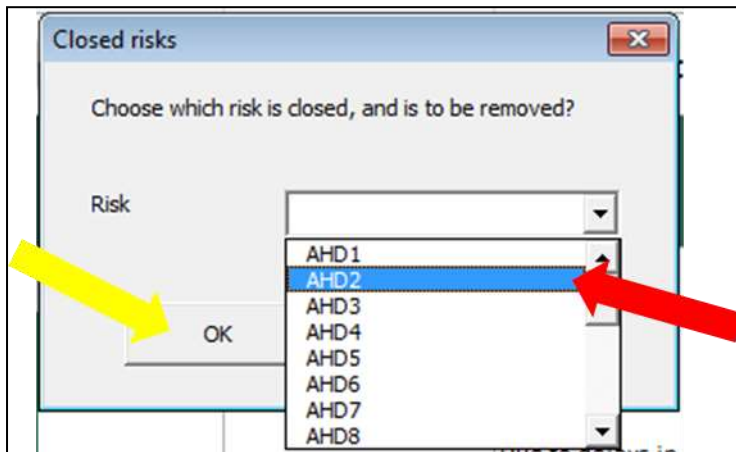 Closed risks
Choose which risk is closed, and is to be removed?
Risk
AHD1
AHD2
AHD3
OK
AHD4
AHD5
AHD6
AHD7
AHD8